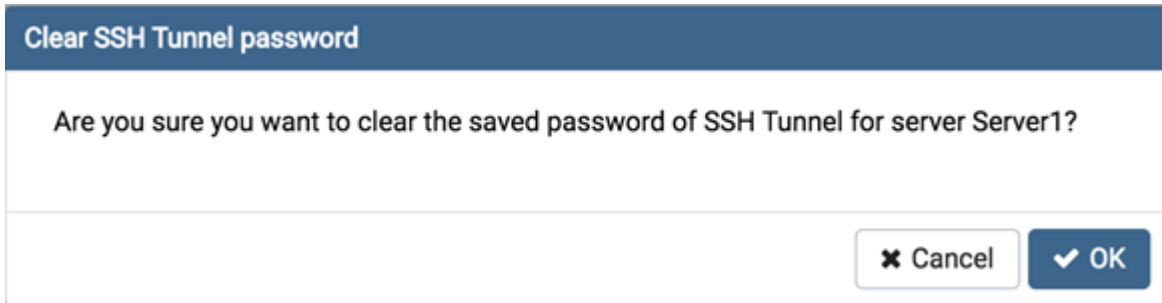 Clear SSH Tunnel password
Are you sure you want to clear the saved password of SSH Tunnel for server Server1?
Cancel
OK